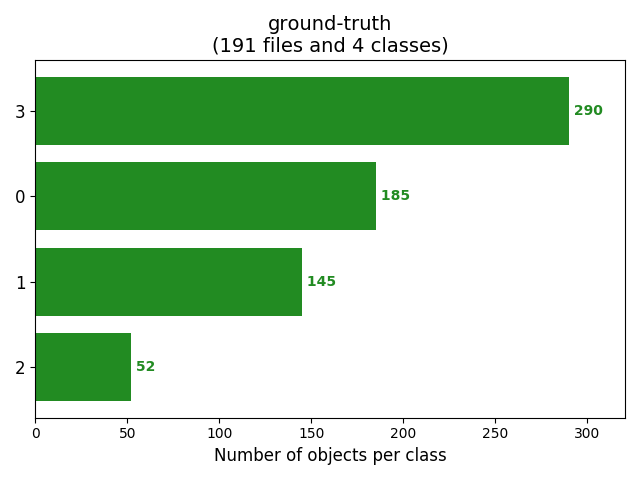 ground-truth
(191 files and 4 classes)
3
290
0
185
1
145
2
52
0 50 100 150 200 250 300
Number of objects per class